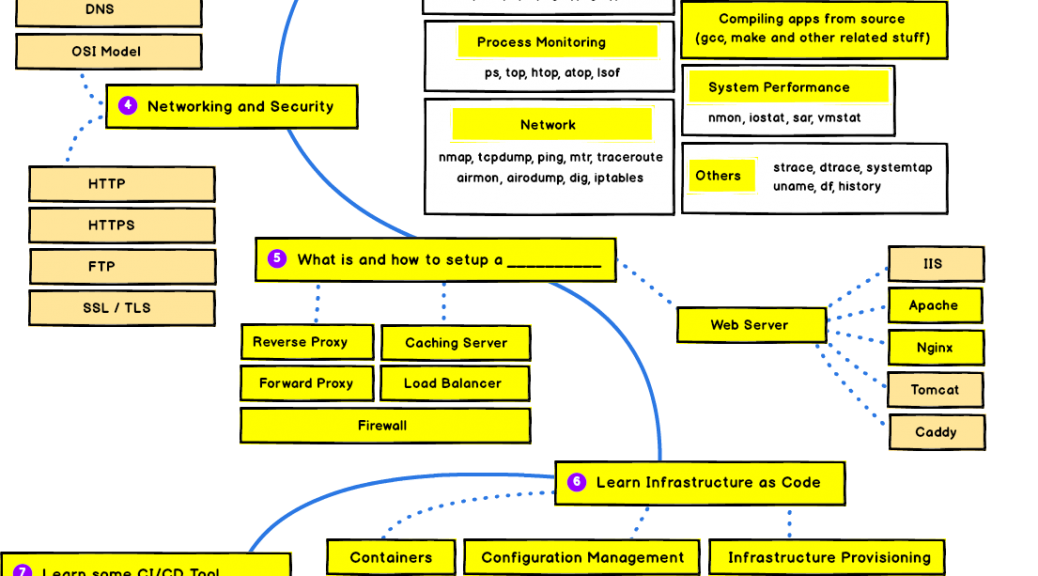 DNS
OSI Model
4 Networking and Security
HTTP
HTTPS
FTP
SSL / TLS
Process Monitoring
ps, top, htop, atop, lsof
Network
nmap, tcpdump, ping, mtr, traceroute
airmon, airodump, dig, iptables
Compiling apps from source
(gcc, make and other related stuff)
System Performance
nmon, iostat, sar, vmstat
Others
strace, dtrace, systemtap
uname, df, history
5 What is and how to setup a __________
Reverse Proxy
Caching Server
Forward Proxy
Load Balancer
Firewall
Web Server
IIS
Apache
Nginx
Tomcat
Caddy
6 Learn Infrastructure as Code
Containers
Configuration Management
Infrastructure Provisioning
7 Learn some CI/CD Tool